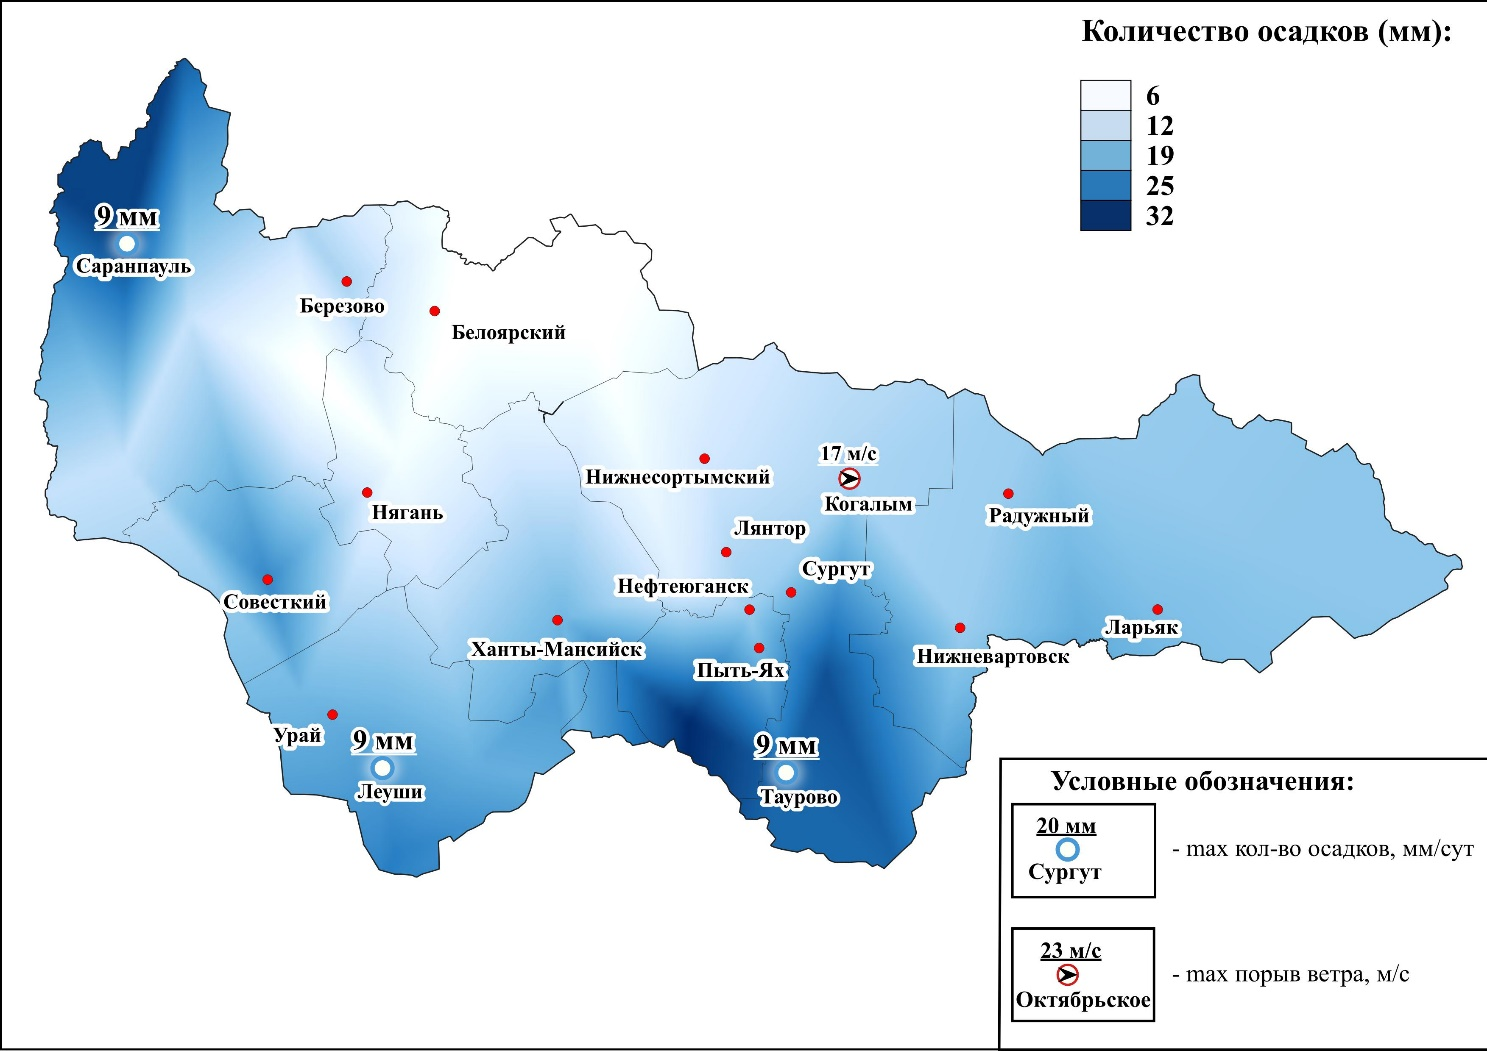 Количество осадков (мм):
6
12
19
25
32
9 мм
Саранпауль
Березово
Белоярский
17 м/с
Нижнесортымский
Когалым
Нягань
Радужный
Лянтор
Сургут
Нефтеюганск
Совесткий
Ларьяк
Ханты-Мансийск
Нижневартовск
Пыть-Ях
Урай
9 мм
Леуши
9 мм
Таурово
Условные обозначения:
20 мм
Сургут
- max кол-во осадков, мм/сут
23 м/с
Октябрьское
- max порыв ветра, м/с